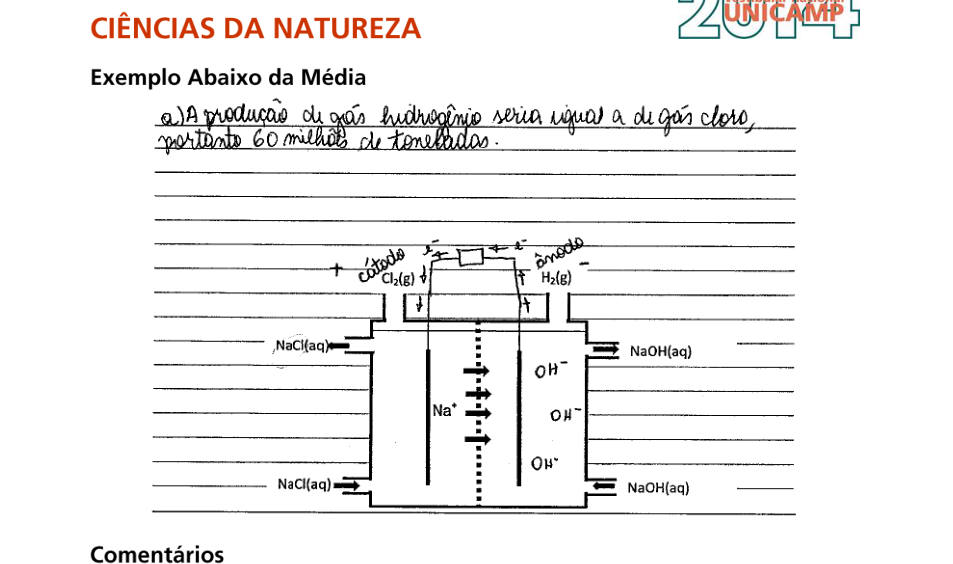 CIÊNCIAS DA NATUREZA
2014
UNICAMP
Exemplo Abaixo da Média
a) A produção de gás hidrogênio seria igual a de gás cloro,
portanto 60 milhões de toneladas.
e⁻ e⁻
+ cátodo ânodo −
Cl₂(g) H₂(g)
NaCl(aq) NaOH(aq)
OH⁻
Na⁺ OH⁻
OH⁻
NaCl(aq) NaOH(aq)
Comentários